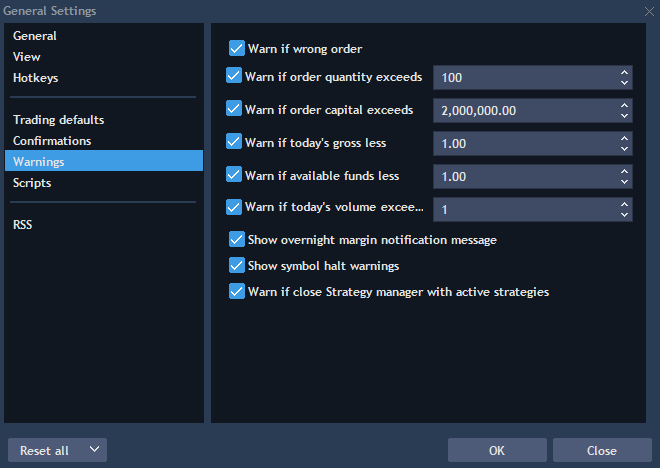 General Settings
General
View
Hotkeys
Trading defaults
Confirmations
Warnings
Scripts
RSS
Warn if wrong order
Warn if order quantity exceeds 100
Warn if order capital exceeds 2,000,000.00
Warn if today's gross less 1.00
Warn if available funds less 1.00
Warn if today's volume excee... 1
Show overnight margin notification message
Show symbol halt warnings
Warn if close Strategy manager with active strategies
Reset all OK Close